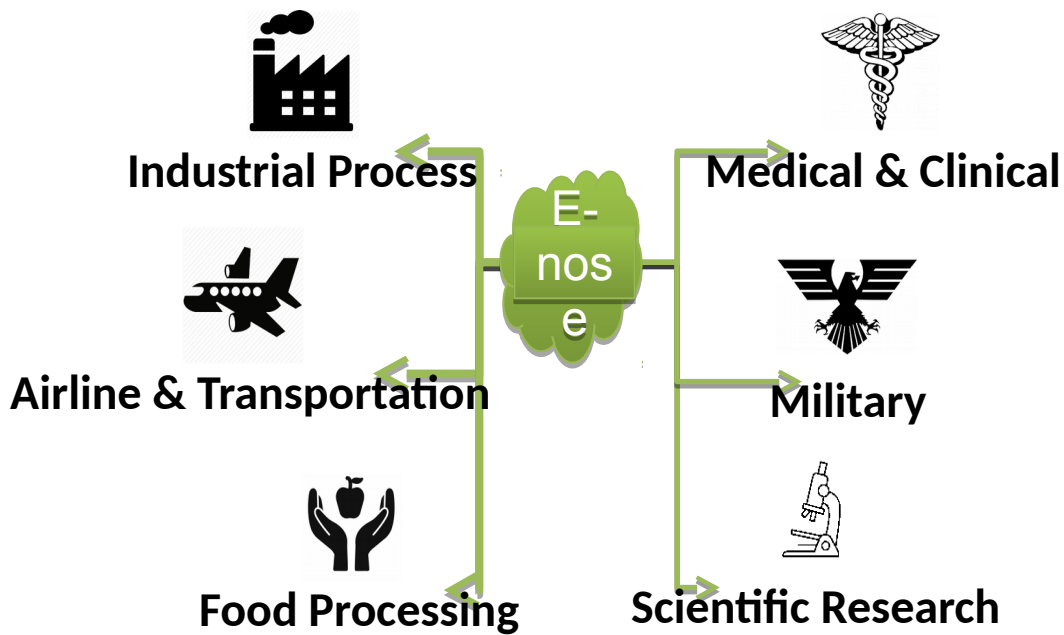 Industrial Process
Medical & Clinical
E-
nos
e
Airline & Transportation
Military
Food Processing
Scientific Research